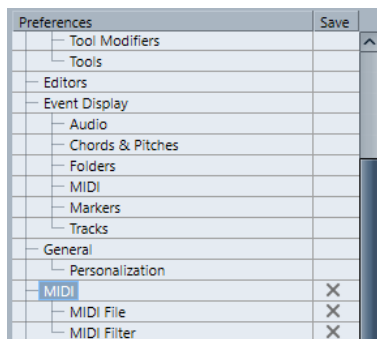 Preferences Save
Tool Modifiers
Tools
Editors
Event Display
Audio
Chords & Pitches
Folders
MIDI
Markers
Tracks
General
Personalization
MIDI
MIDI File
MIDI Filter